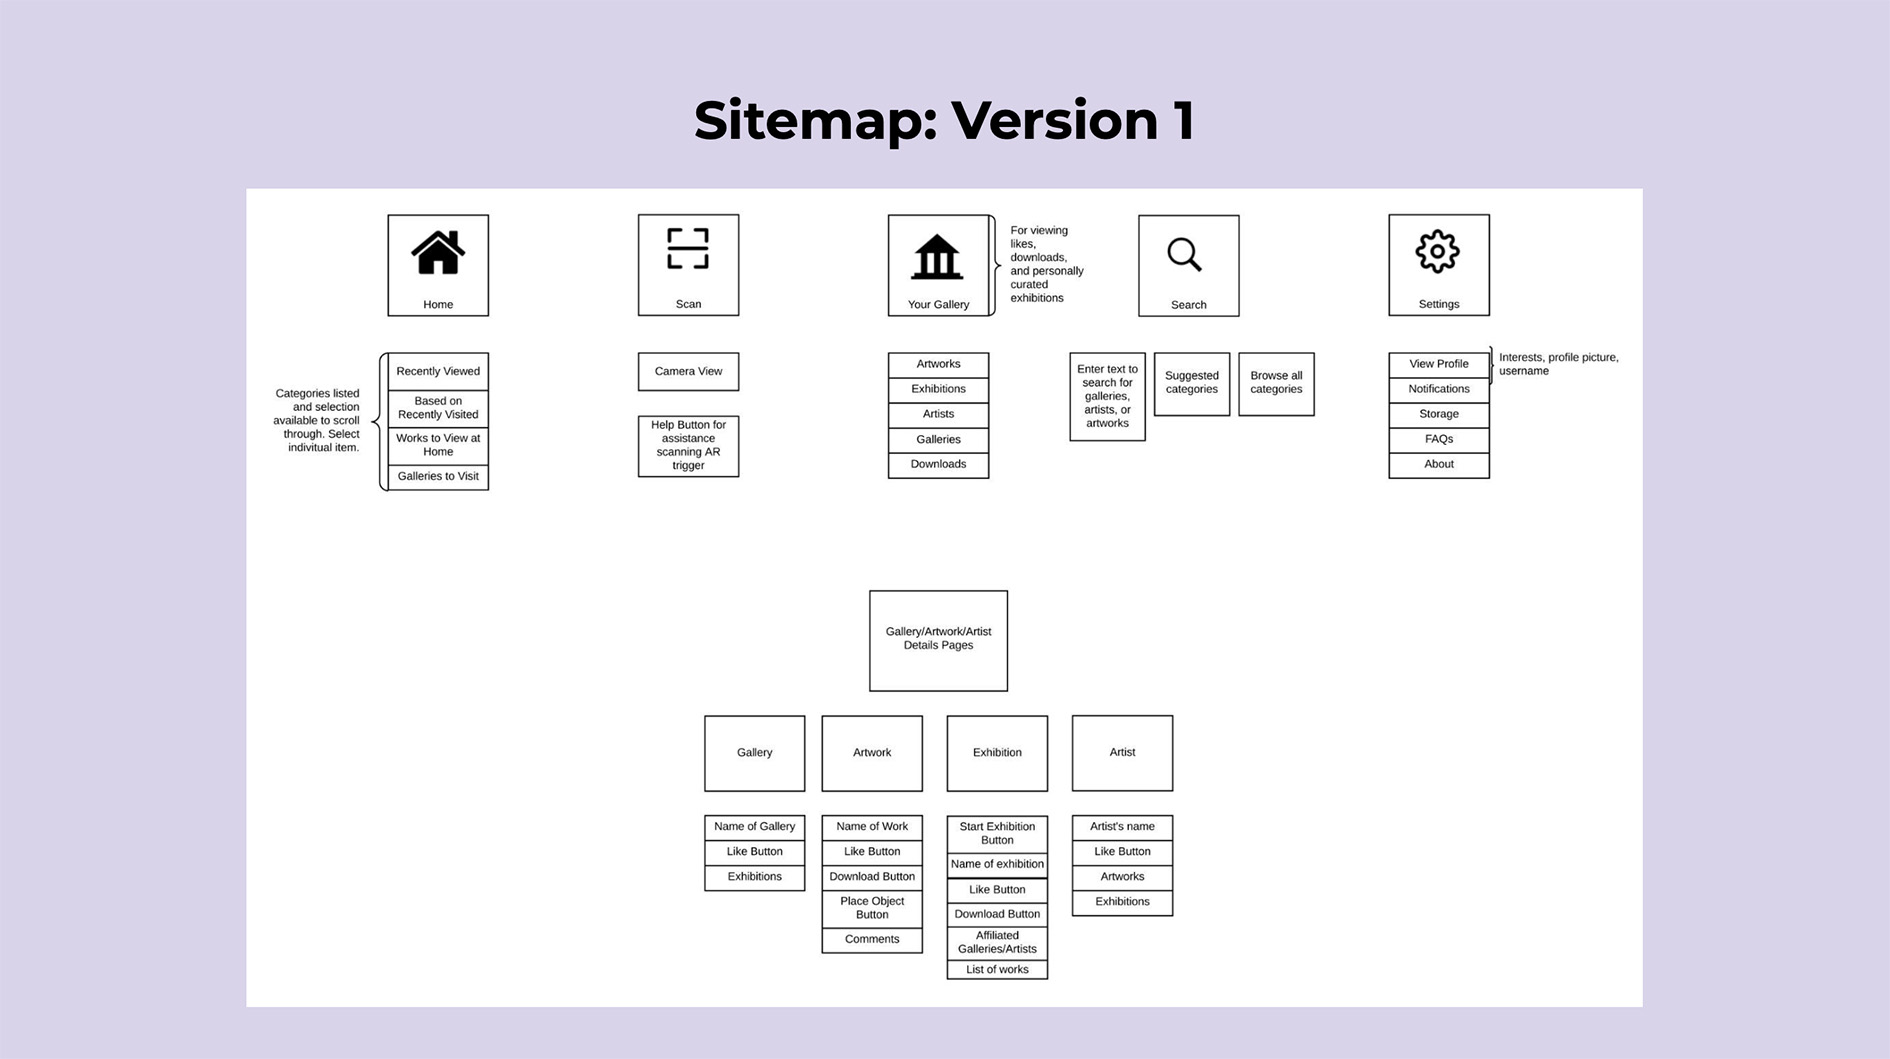 Sitemap: Version 1
Home
Scan
Your Gallery
For viewing
likes,
downloads,
and personally
curated
exhibitions
Search
Settings
Categories listed
and selection
available to scroll
through. Select
indivitual item.
Recently Viewed
Based on
Recently Visited
Works to View at
Home
Galleries to Visit
Camera View
Help Button for
assistance
scanning AR
trigger
Artworks
Exhibitions
Artists
Galleries
Downloads
Enter text to
search for
galleries,
artists, or
artworks
Suggested
categories
Browse all
categories
View Profile
Notifications
Storage
FAQs
About
Interests, profile picture,
username
Gallery/Artwork/Artist
Details Pages
Gallery
Artwork
Exhibition
Artist
Name of Gallery
Like Button
Exhibitions
Name of Work
Like Button
Download Button
Place Object
Button
Comments
Start Exhibition
Button
Name of exhibition
Like Button
Download Button
Affiliated
Galleries/Artists
List of works
Artist's name
Like Button
Artworks
Exhibitions